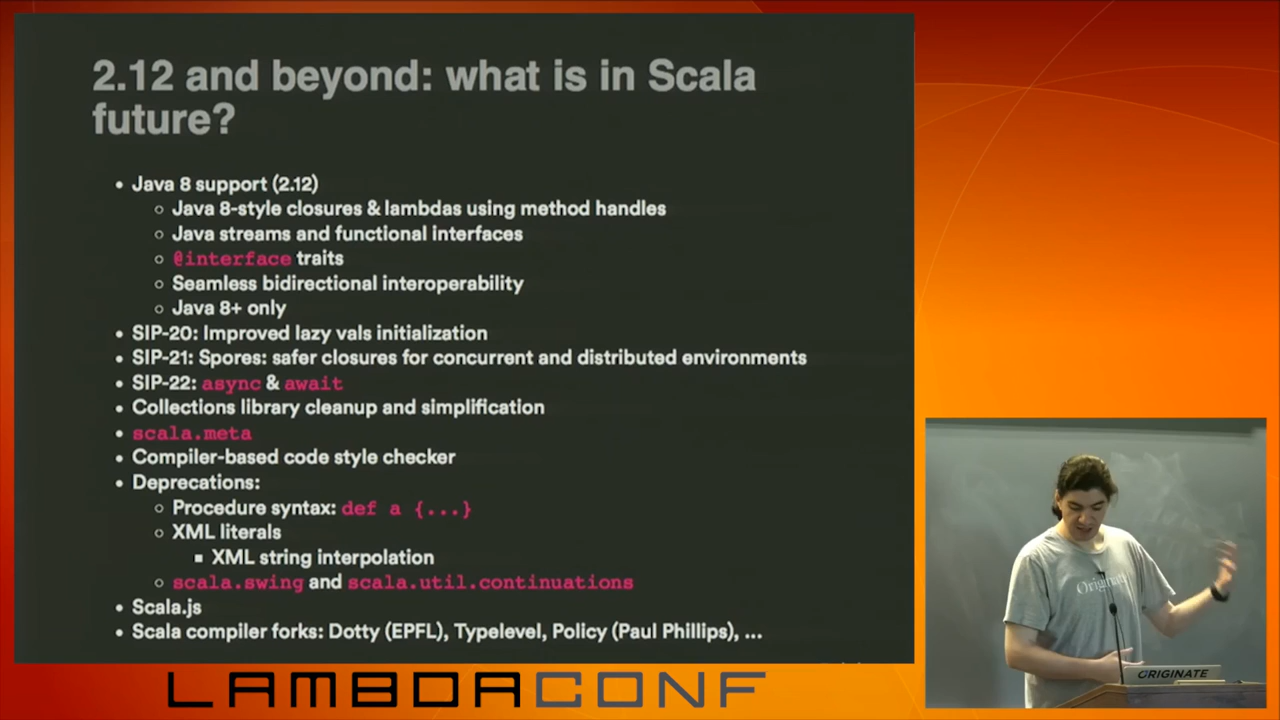 2.12 and beyond: what is in Scala
future?
• Java 8 support (2.12)
◦ Java 8-style closures & lambdas using method handles
◦ Java streams and functional interfaces
◦ @interface traits
◦ Seamless bidirectional interoperability
◦ Java 8+ only
• SIP-20: Improved lazy vals initialization
• SIP-21: Spores: safer closures for concurrent and distributed environments
• SIP-22: async & await
• Collections library cleanup and simplification
• scala.meta
• Compiler-based code style checker
• Deprecations:
◦ Procedure syntax: def a {...}
◦ XML literals
▪ XML string interpolation
◦ scala.swing and scala.util.continuations
• Scala.js
• Scala compiler forks: Dotty (EPFL), Typelevel, Policy (Paul Phillips), ...
Originate
ORIGINATE
LAMBDACONF